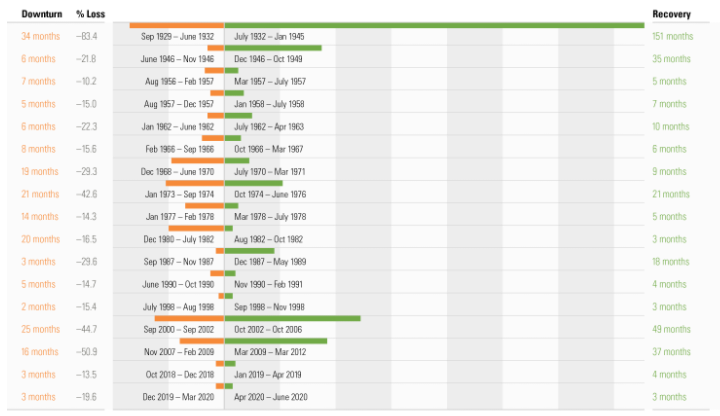 Downturn % Loss Recovery
34 months –83.4 Sep 1929 – June 1932 July 1932 – Jan 1945 151 months
6 months –21.8 June 1946 – Nov 1946 Dec 1946 – Oct 1949 35 months
7 months –10.2 Aug 1956 – Feb 1957 Mar 1957 – July 1957 5 months
5 months –15.0 Aug 1957 – Dec 1957 Jan 1958 – July 1958 7 months
6 months –22.3 Jan 1962 – June 1962 July 1962 – Apr 1963 10 months
8 months –15.6 Feb 1966 – Sep 1966 Oct 1966 – Mar 1967 6 months
19 months –29.3 Dec 1968 – June 1970 July 1970 – Mar 1971 9 months
21 months –42.6 Jan 1973 – Sep 1974 Oct 1974 – June 1976 21 months
14 months –14.3 Jan 1977 – Feb 1978 Mar 1978 – July 1978 5 months
20 months –16.5 Dec 1980 – July 1982 Aug 1982 – Oct 1982 3 months
3 months –29.6 Sep 1987 – Nov 1987 Dec 1987 – May 1989 18 months
5 months –14.7 June 1990 – Oct 1990 Nov 1990 – Feb 1991 4 months
2 months –15.4 July 1998 – Aug 1998 Sep 1998 – Nov 1998 3 months
25 months –44.7 Sep 2000 – Sep 2002 Oct 2002 – Oct 2006 49 months
16 months –50.9 Nov 2007 – Feb 2009 Mar 2009 – Mar 2012 37 months
3 months –13.5 Oct 2018 – Dec 2018 Jan 2019 – Apr 2019 4 months
3 months –19.6 Dec 2019 – Mar 2020 Apr 2020 – June 2020 3 months